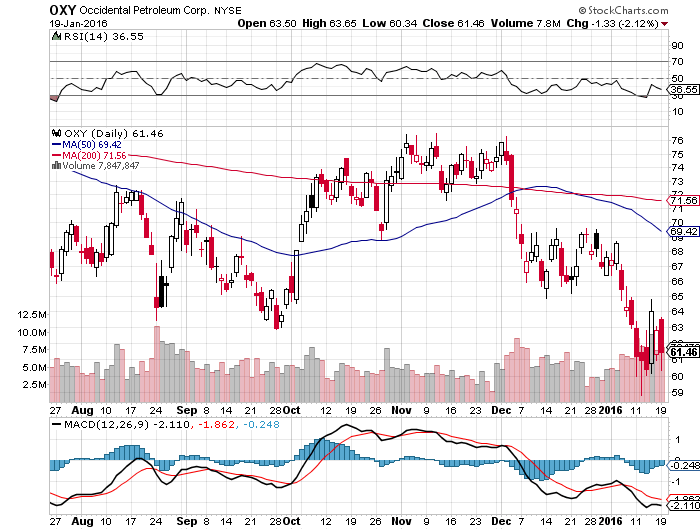 OXY Occidental Petroleum Corp. NYSE © StockCharts.com
19-Jan-2016 Open 63.50 High 63.65 Low 60.34 Close 61.46 Volume 7.8M Chg -1.33 (-2.12%)
RSI(14) 36.55
90
70
50
36.55
30
10
OXY (Daily) 61.46
MA(50) 69.42
MA(200) 71.56
Volume 7,847,847
76
75
74
73
72
71.56
70
69.42
68
67
66
65
64
63
61.46
61
60
59
12.5M
10.0M
7.5M
5.0M
2.5M
27 Aug 10 17 24 Sep 8 14 21 28 Oct 12 19 26 Nov 9 16 23 Dec 7 14 21 28 2016 11 19
MACD(12,26,9) -2.110, -1.862, -0.248
1
0
-0.248
-1
-1.862
-2.110
27 Aug 10 17 24 Sep 8 14 21 28 Oct 12 19 26 Nov 9 16 23 Dec 7 14 21 28 2016 11 19